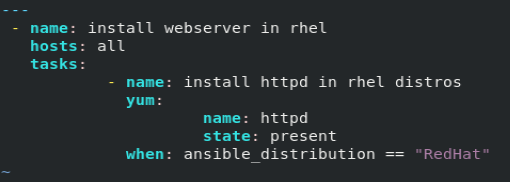 ---
 - name: install webserver in rhel
   hosts: all
   tasks:
            - name: install httpd in rhel distros
              yum:
                       name: httpd
                       state: present
              when: ansible_distribution == "RedHat"
~